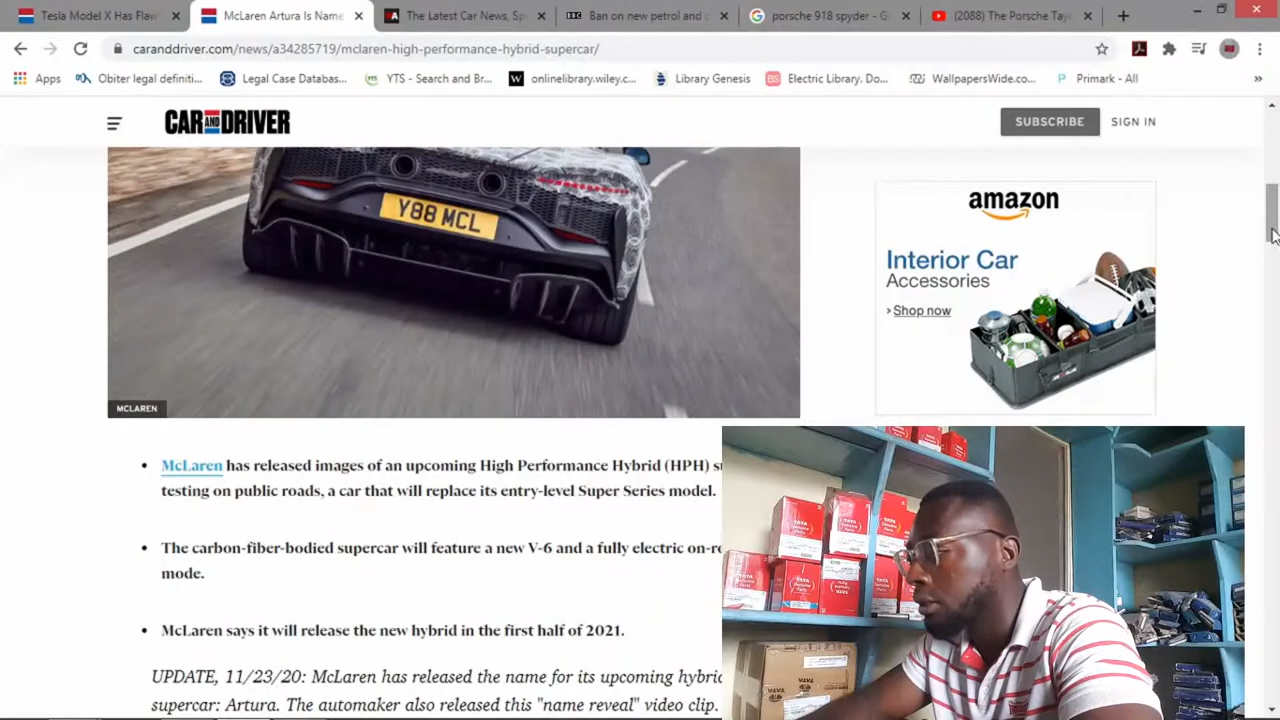 Tesla Model X Has Flaw
McLaren Artura Is Name
The Latest Car News, Sp
Ban on new petrol and
porsche 918 spyder - G
(2088) The Porsche Tay
caranddriver.com/news/a34285719/mclaren-high-performance-hybrid-supercar/
Apps
Obiter legal definiti...
Legal Case Databas...
YTS - Search and Br...
onlinelibrary.wiley.c...
Library Genesis
BS
Electric Library. Do...
WallpapersWide.co...
Primark - All
CAR AND DRIVER
SUBSCRIBE
SIGN IN
Y88 MCL
MCLAREN
amazon
Interior Car
Accessories
Shop now
McLaren has released images of an upcoming High Performance Hybrid (HPH) s
testing on public roads, a car that will replace its entry-level Super Series model.
The carbon-fiber-bodied supercar will feature a new V-6 and a fully electric on-r
mode.
McLaren says it will release the new hybrid in the first half of 2021.
UPDATE, 11/23/20: McLaren has released the name for its upcoming hybrid
supercar: Artura. The automaker also released this "name reveal" video clip.
TATA
TATA
TATA
TATA